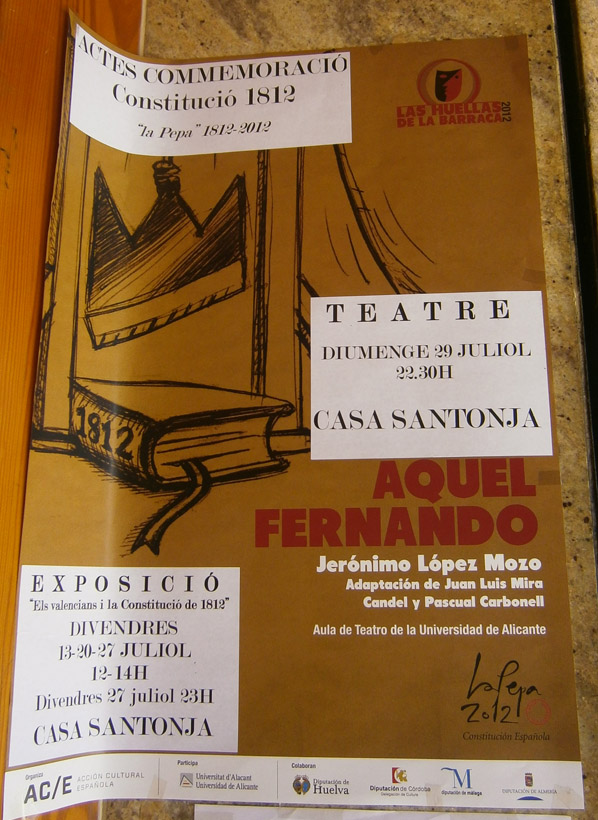 ACTES COMMEMORACIÓ
Constitució 1812
"la Pepa" 1812-2012
LAS HUELLAS
DE LA BARRACA
2012
TEATRE
DIUMENGE 29 JULIOL
22.30H
CASA SANTONJA
1812
AQUEL
FERNANDO
Jerónimo López Mozo
Adaptación de Juan Luis Mira
Candel y Pascual Carbonell
Aula de Teatro de la Universidad de Alicante
EXPOSICIÓ
"Els valencians i la Constitució de 1812"
DIVENDRES
13-20-27 JULIOL
12-14H
Divendres 27 juliol 23H
CASA SANTONJA
La Pepa
2012
Constitución Española
Organiza
AC/E ACCIÓN CULTURAL
ESPAÑOLA
Participa
Universitat d'Alacant
Universidad de Alicante
Colaboran
Diputación de
Huelva
Diputación de Córdoba
Delegación de Cultura
diputación de málaga
DIPUTACIÓN DE ALMERÍA